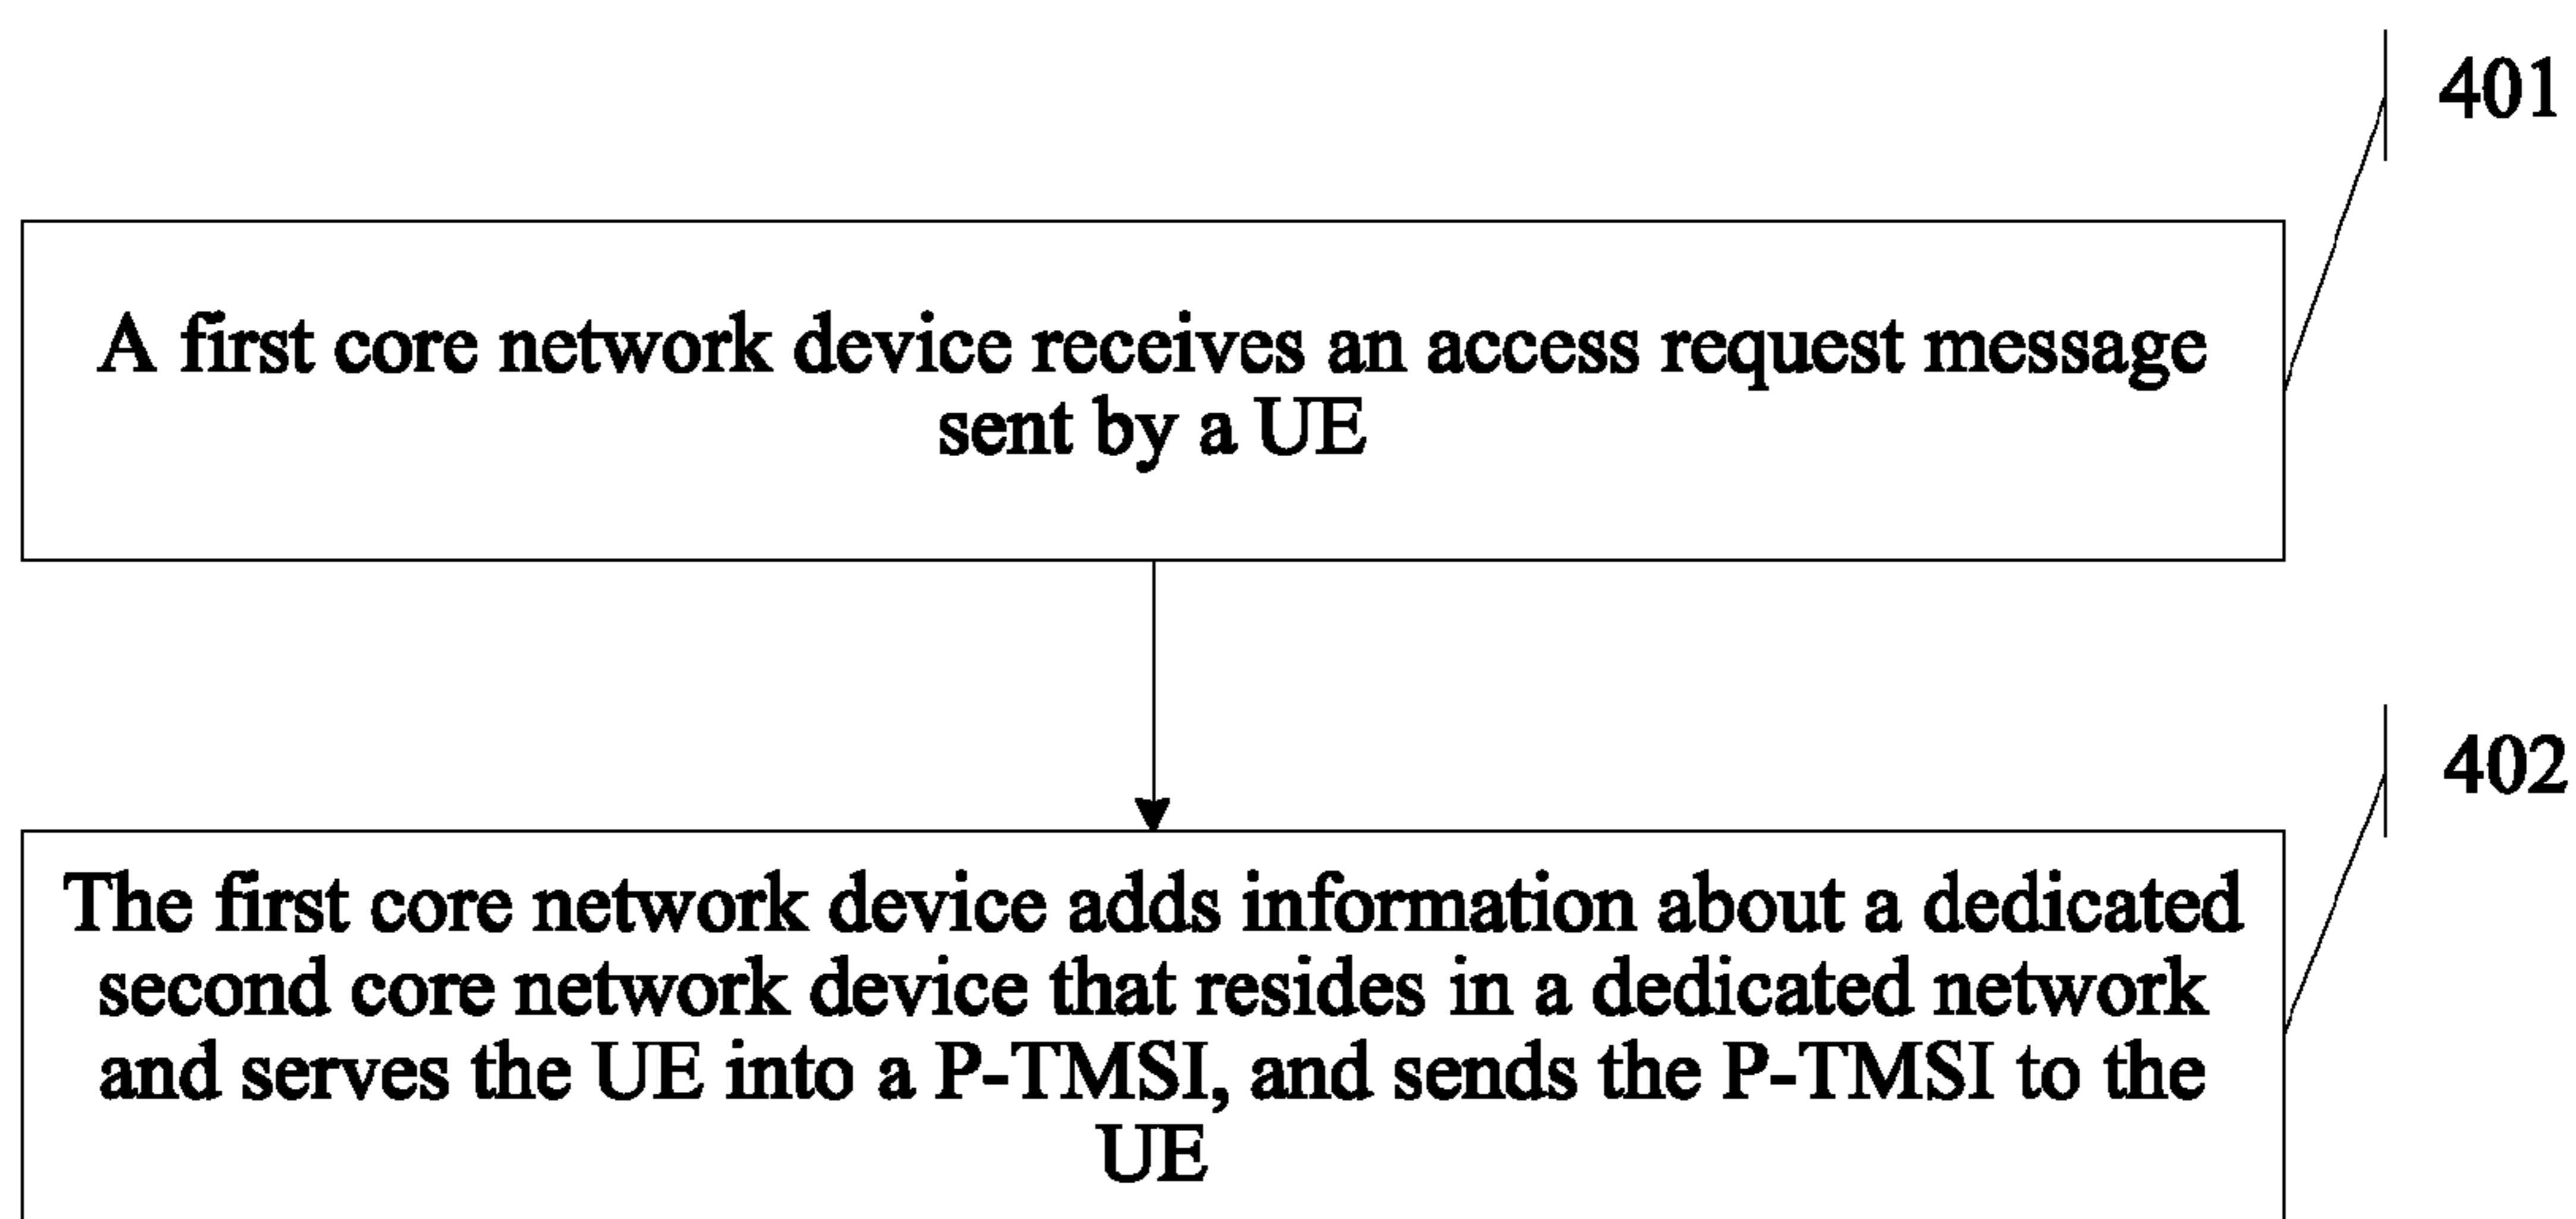 401
A first core network device receives an access request message
sent by a UE
402
The first core network device adds information about a dedicated
second core network device that resides in a dedicated network
and serves the UE into a P-TMSI, and sends the P-TMSI to the
UE